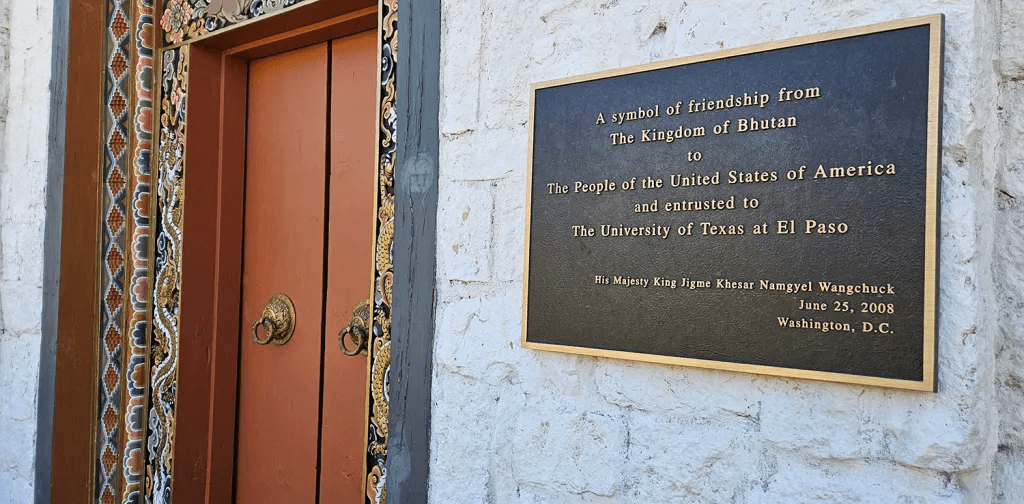 A symbol of friendship from
The Kingdom of Bhutan
to
The People of the United States of America
and entrusted to
The University of Texas at El Paso
His Majesty King Jigme Khesar Namgyel Wangchuck
June 25, 2008
Washington, D.C.